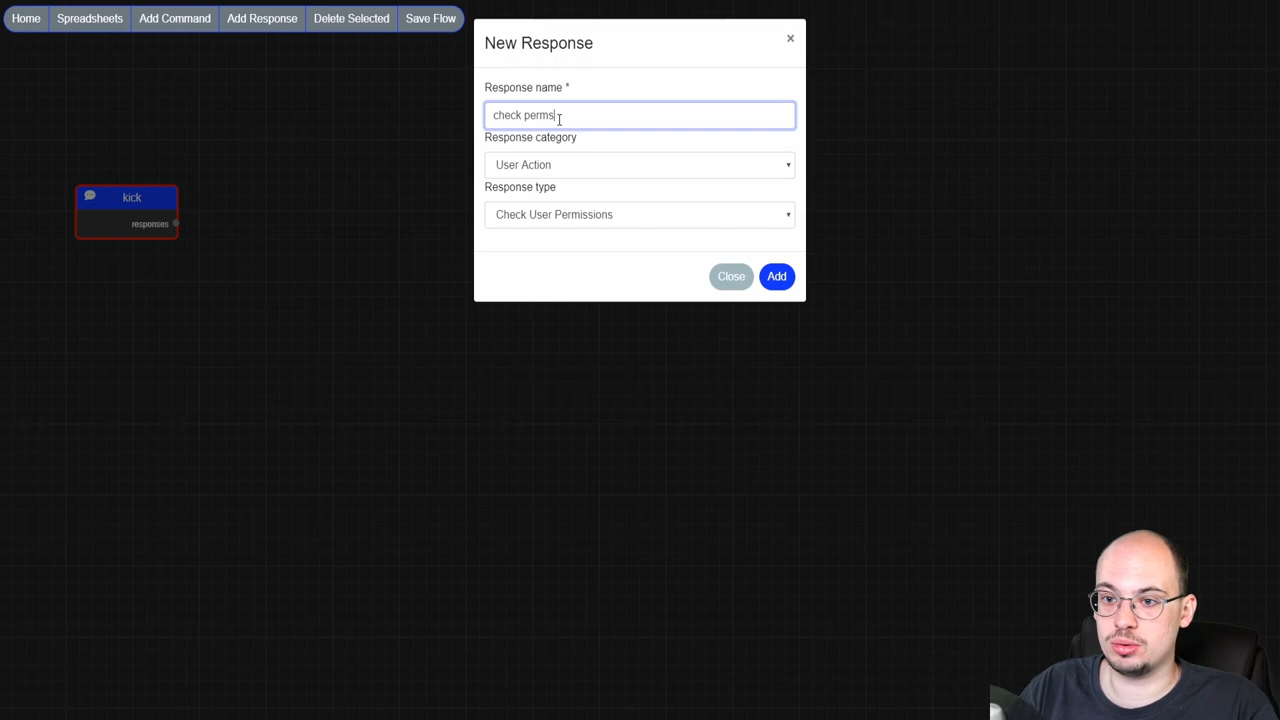 Home Spreadsheets Add Command Add Response Delete Selected Save Flow
New Response ×
Response name *
check perms
Response category
User Action
Response type
Check User Permissions
Close Add
kick
responses